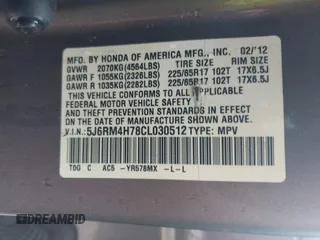 MFD. BY HONDA OF AMERICA MFG., INC. 02/'12
TIRE SIZE RIM SIZE
GVWR 2070KG(4564LBS)
GAWR F 1055KG(2326LBS) 225/65R17 102T 17X6.5J
GAWR R 1035KG(2282LBS) 225/65R17 102T 17X6.5J
THIS VEHICLE CONFORMS TO ALL APPLICABLE
FEDERAL MOTOR VEHICLE SAFETY, BUMPER, AND
THEFT PREVENTION STANDARDS IN EFFECT ON THE
DATE OF MANUFACTURE SHOWN ABOVE.
V.I.N: 5J6RM4H78CL030512 TYPE: MPV
T0G C AC5 -YR578MX -L-L
© AMERBID